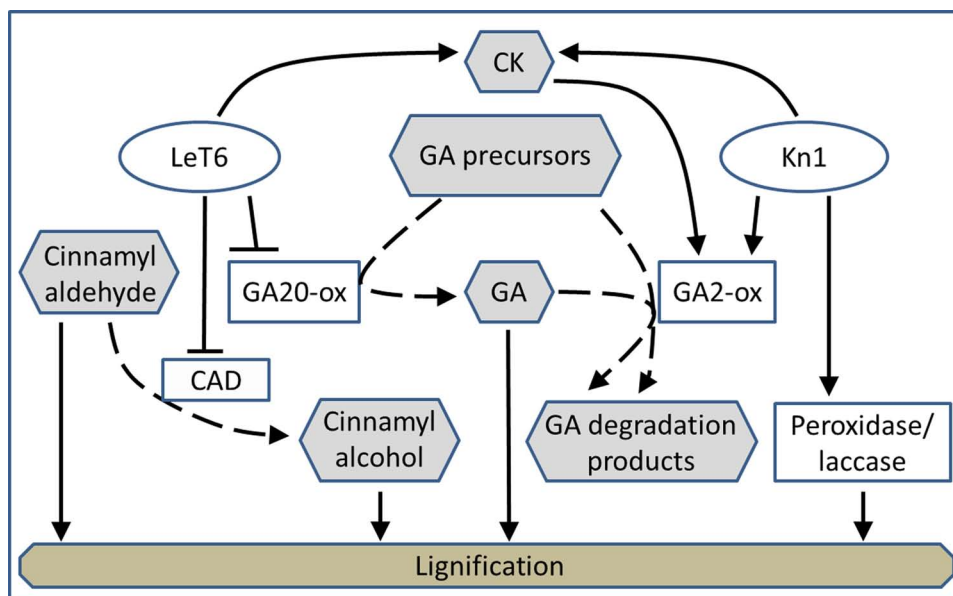 CK
LeT6
GA precursors
Kn1
Cinnamyl
aldehyde
GA20-ox
GA
GA2-ox
CAD
Cinnamyl
alcohol
GA degradation
products
Peroxidase/
laccase
Lignification